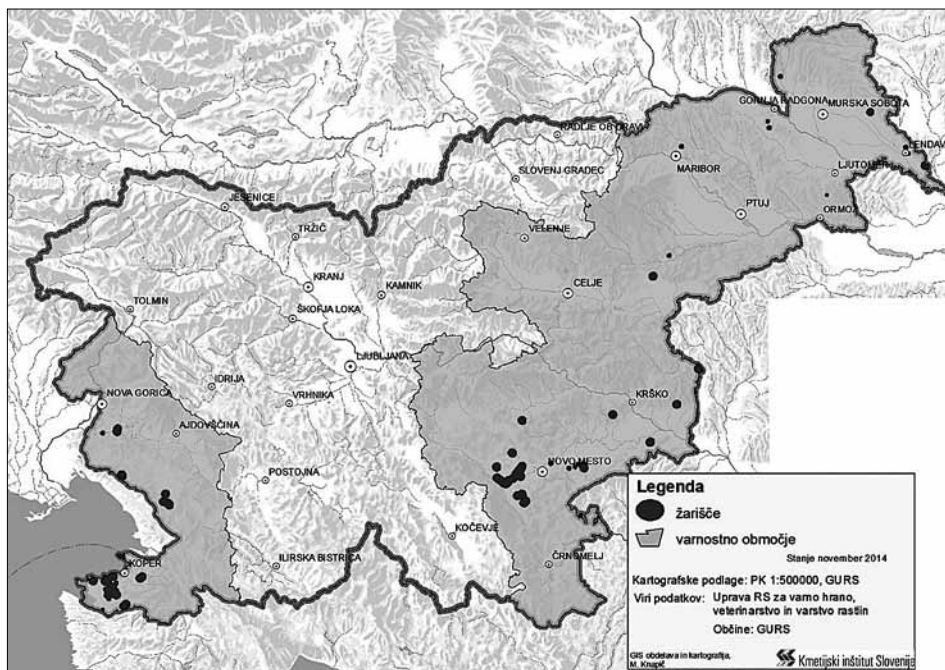 GORNJA RADGONA
MURSKA SOBOTA
RADLJE OB DRAVI
LENDAVA
MARIBOR
LJUTOMER
SLOVENJ GRADEC
JESENICE
PTUJ
ORMOŽ
TRŽIČ
VELENJE
KRANJ
KAMNIK
CELJE
TOLMIN
ŠKOFJA LOKA
LJUBLJANA
IDRIJA
NOVA GORICA
VRHNIKA
KRŠKO
AJDOVŠČINA
POSTOJNA
NOVO MESTO
KOČEVJE
KOPER
ILIRSKA BISTRICA
ČRNOMELJ
Legenda
žarišče
varnostno območje
Stanje november 2014
Kartografske podlage: PK 1:500000, GURS
Viri podatkov: Uprava RS za varno hrano,
veterinarstvo in varstvo rastlin
Občine: GURS
GIS obdelava in kartografija,
M. Knapič
Kmetijski inštitut Slovenije